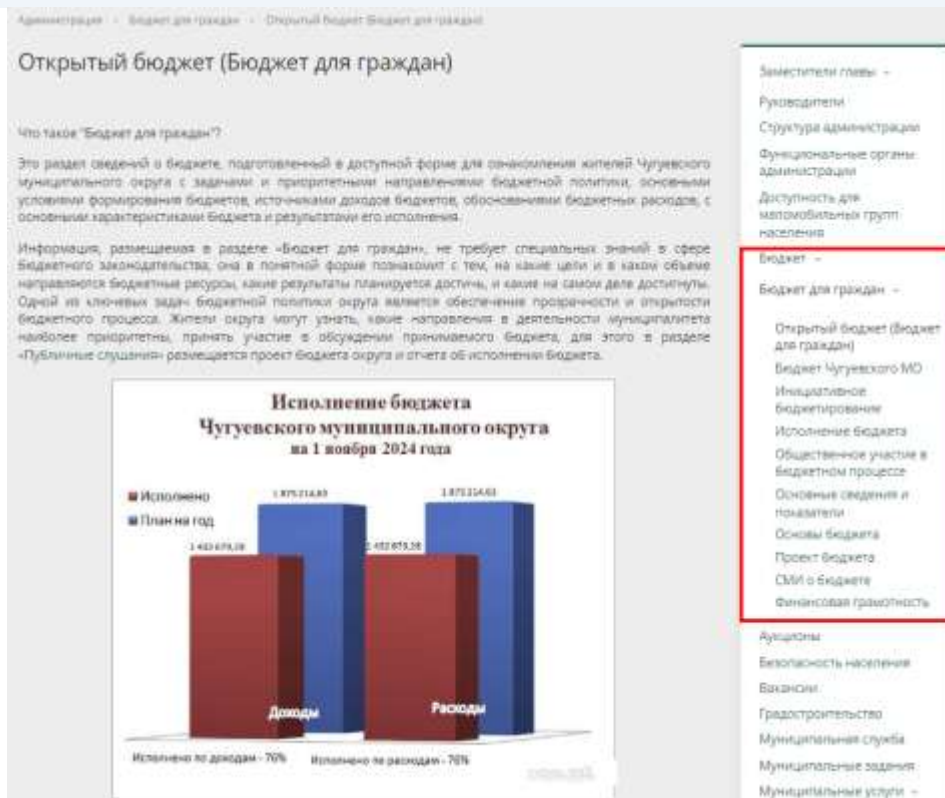 Администрация › Бюджет для граждан › Открытый бюджет (Бюджет для граждан)
Открытый бюджет (Бюджет для граждан)
Что такое "Бюджет для граждан"?
Это раздел сведений о бюджете, подготовленный в доступной форме для ознакомления жителей Чугуевского
муниципального округа с задачами и приоритетными направлениями бюджетной политики, основными
условиями формирования бюджетов, источниками доходов бюджетов, обоснованиями бюджетных расходов, с
основными характеристиками бюджета и результатами его исполнения.
Информация, размещаемая в разделе «Бюджет для граждан», не требует специальных знаний в сфере
бюджетного законодательства, она в понятной форме познакомит с тем, на какие цели и в каком объеме
направляются бюджетные ресурсы, какие результаты планируется достичь, и какие на самом деле достигнуты.
Одной из ключевых задач бюджетной политики округа является обеспечение прозрачности и открытости
бюджетного процесса. Жители округа могут узнать, какие направления в деятельности муниципалитета
наиболее приоритетны, принять участие в обсуждении принимаемого бюджета, для этого в разделе
«Публичные слушания» размещается проект бюджета округа и отчета об исполнении бюджета.
Исполнение бюджета
Чугуевского муниципального округа
на 1 ноября 2024 года
Исполнено
План на год
Доходы
Расходы
Исполнено по доходам - 76%
Исполнено по расходам - 76%
Заместители главы
Руководители
Структура администрации
Функциональные органы
администрации
Доступность для
маломобильных групп
населения
Бюджет
Бюджет для граждан
Открытый бюджет (Бюджет
для граждан)
Бюджет Чугуевского МО
Инициативное
бюджетирование
Исполнение бюджета
Общественное участие в
бюджетном процессе
Основные сведения и
показатели
Основы бюджета
Проект бюджета
СМИ о бюджете
Финансовая грамотность
Аукционы
Безопасность населения
Вакансии
Градостроительство
Муниципальная служба
Муниципальные задания
Муниципальные услуги